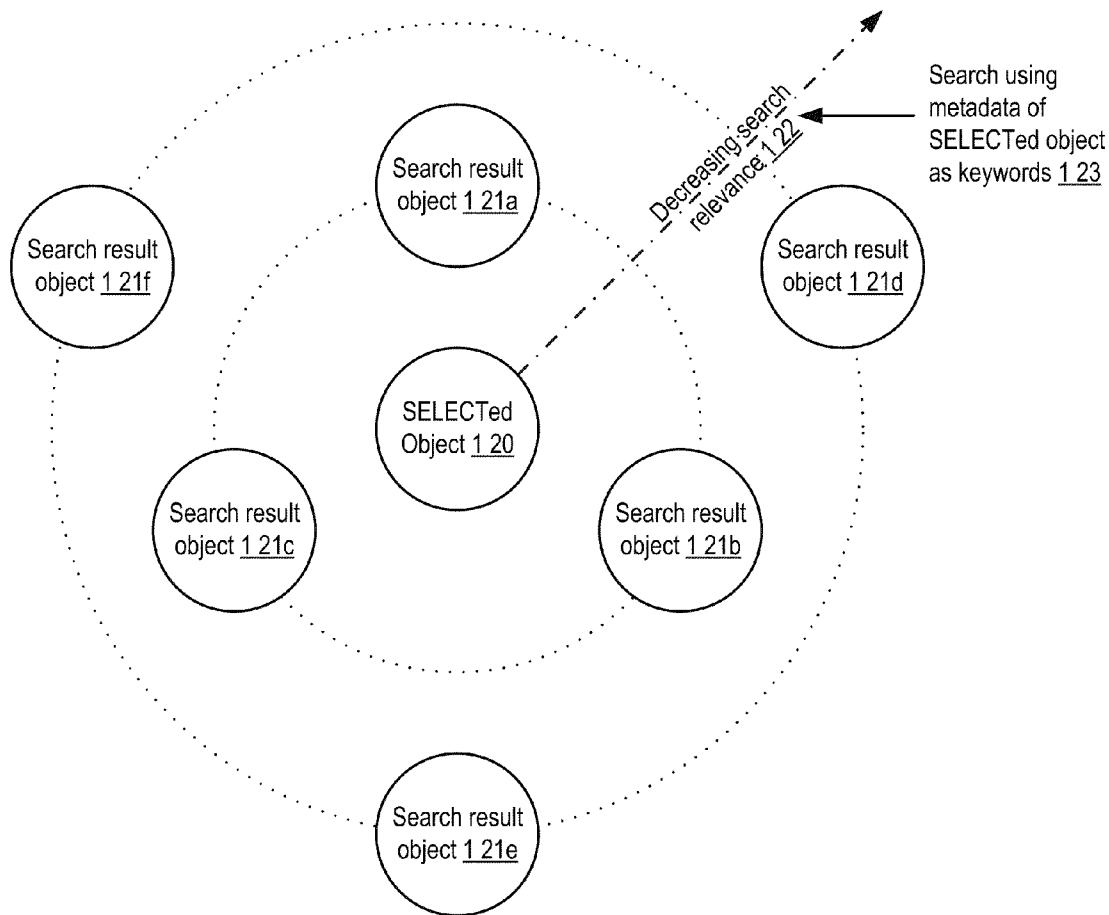 Search using
metadata of
SELECTed object
as keywords 1 23
Decreasing search
relevance 1 22
Search result
object 1 21a
Search result
object 1 21f
Search result
object 1 21d
SELECTed
Object 1 20
Search result
object 1 21c
Search result
object 1 21b
Search result
object 1 21e